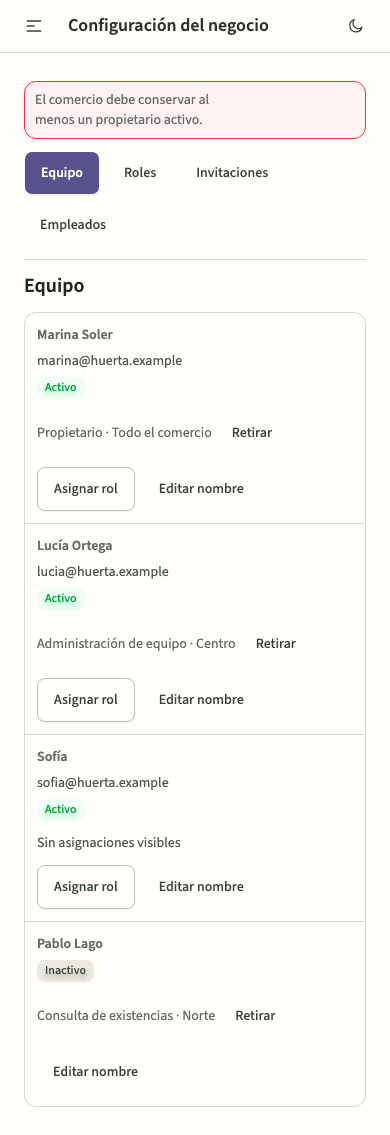 Configuración del negocio
El comercio debe conservar al
menos un propietario activo.
Equipo
Roles
Invitaciones
Empleados
Equipo
Marina Soler
marina@huerta.example
Activo
Propietario · Todo el comercio
Retirar
Asignar rol
Editar nombre
Lucía Ortega
lucia@huerta.example
Activo
Administración de equipo · Centro
Retirar
Asignar rol
Editar nombre
Sofía
sofia@huerta.example
Activo
Sin asignaciones visibles
Asignar rol
Editar nombre
Pablo Lago
Inactivo
Consulta de existencias · Norte
Retirar
Editar nombre